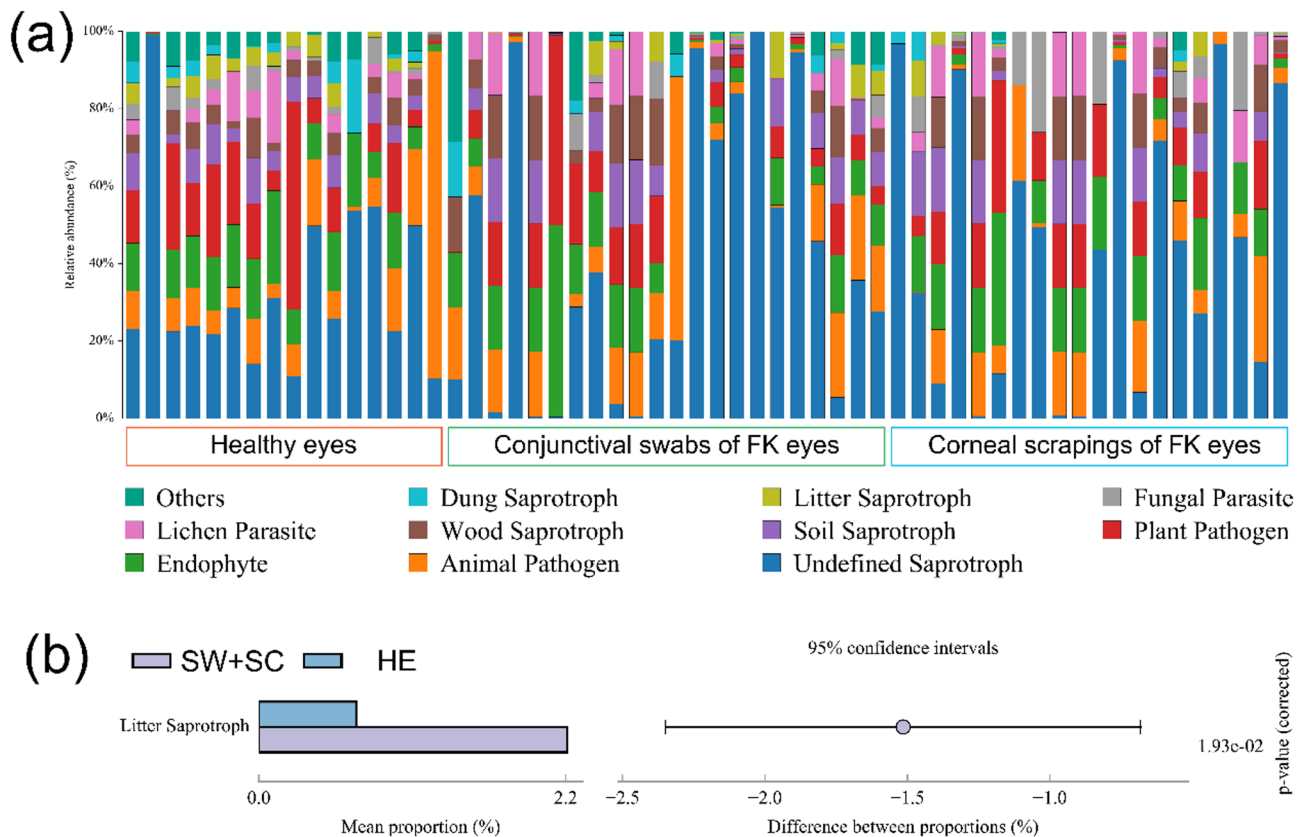 (a)
100%
80%
60%
40%
20%
0%
Relative abundance (%)
Healthy eyes
Conjunctival swabs of FK eyes
Corneal scrapings of FK eyes
Others
Dung Saprotroph
Litter Saprotroph
Fungal Parasite
Lichen Parasite
Wood Saprotroph
Soil Saprotroph
Plant Pathogen
Endophyte
Animal Pathogen
Undefined Saprotroph
(b)
SW+SC
HE
95% confidence intervals
Litter Saprotroph
1.93e-02
p-value (corrected)
0.0
2.2
−2.5
−2.0
−1.5
−1.0
Mean proportion (%)
Difference between proportions (%)